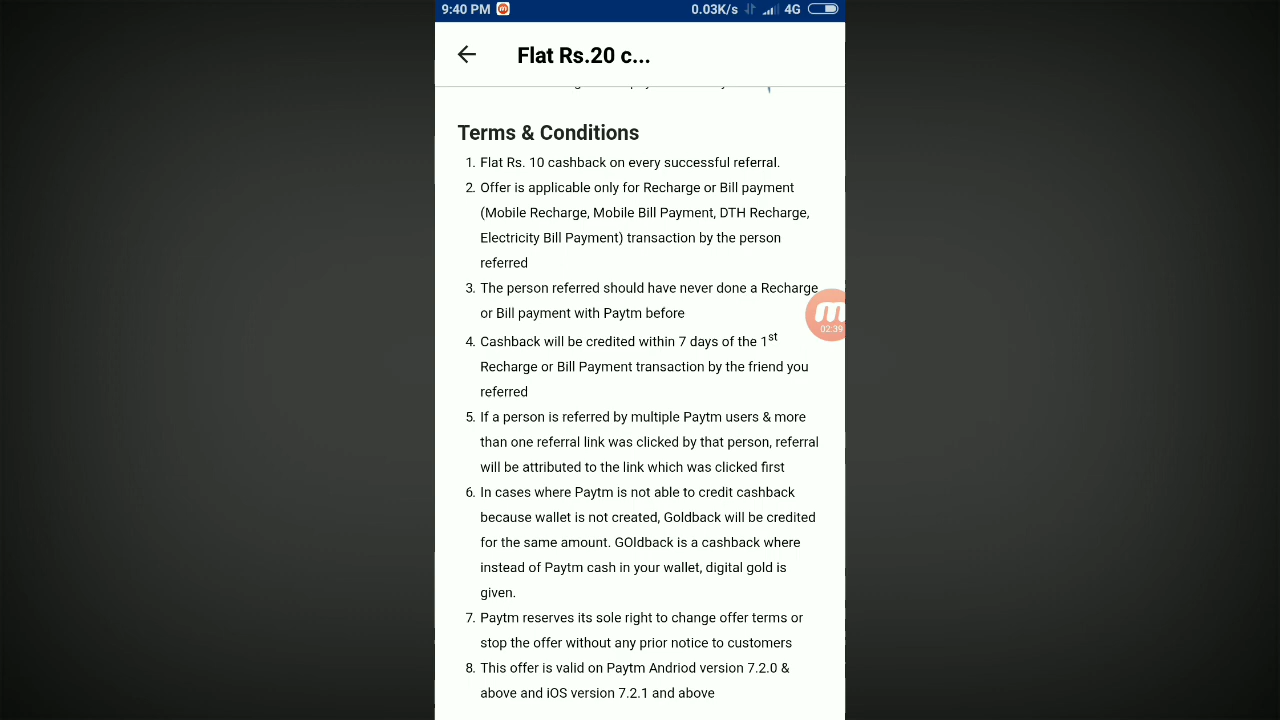 9:40 PM
0.03K/s
4G
Flat Rs.20 c...
Terms & Conditions
1. Flat Rs. 10 cashback on every successful referral.
2. Offer is applicable only for Recharge or Bill payment
(Mobile Recharge, Mobile Bill Payment, DTH Recharge,
Electricity Bill Payment) transaction by the person
referred
3. The person referred should have never done a Recharge
or Bill payment with Paytm before
4. Cashback will be credited within 7 days of the 1st
Recharge or Bill Payment transaction by the friend you
referred
5. If a person is referred by multiple Paytm users & more
than one referral link was clicked by that person, referral
will be attributed to the link which was clicked first
6. In cases where Paytm is not able to credit cashback
because wallet is not created, Goldback will be credited
for the same amount. GOldback is a cashback where
instead of Paytm cash in your wallet, digital gold is
given.
7. Paytm reserves its sole right to change offer terms or
stop the offer without any prior notice to customers
8. This offer is valid on Paytm Andriod version 7.2.0 &
above and iOS version 7.2.1 and above
02:39